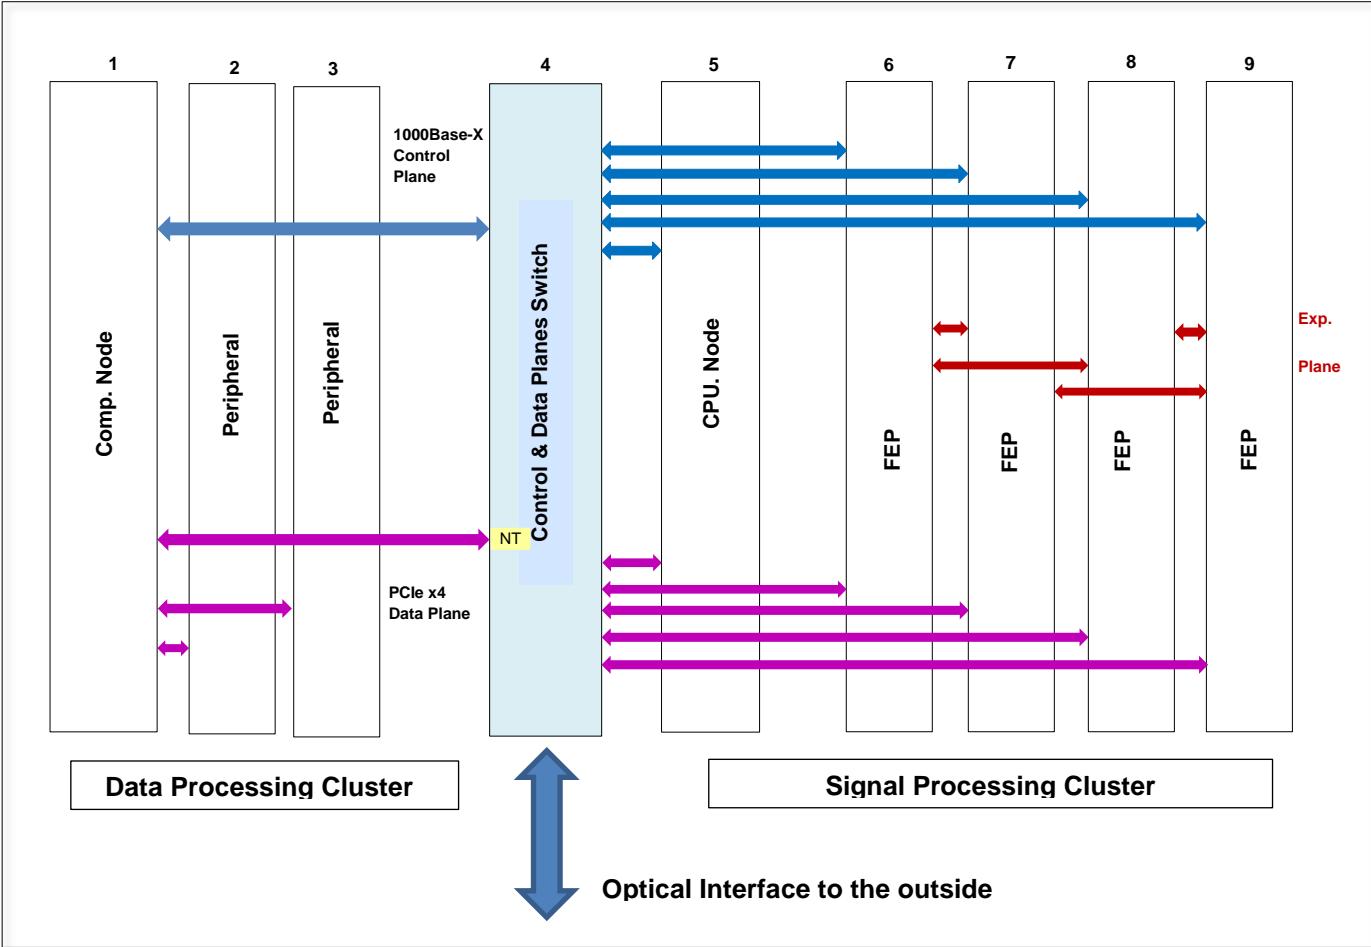 1
2
3
4
5
6
7
8
9
1000Base-X
Control
Plane
Comp. Node
Peripheral
Peripheral
Control & Data Planes Switch
CPU. Node
FEP
FEP
FEP
FEP
Exp.
Plane
NT
PCIe x4
Data Plane
Data Processing Cluster
Signal Processing Cluster
Optical Interface to the outside